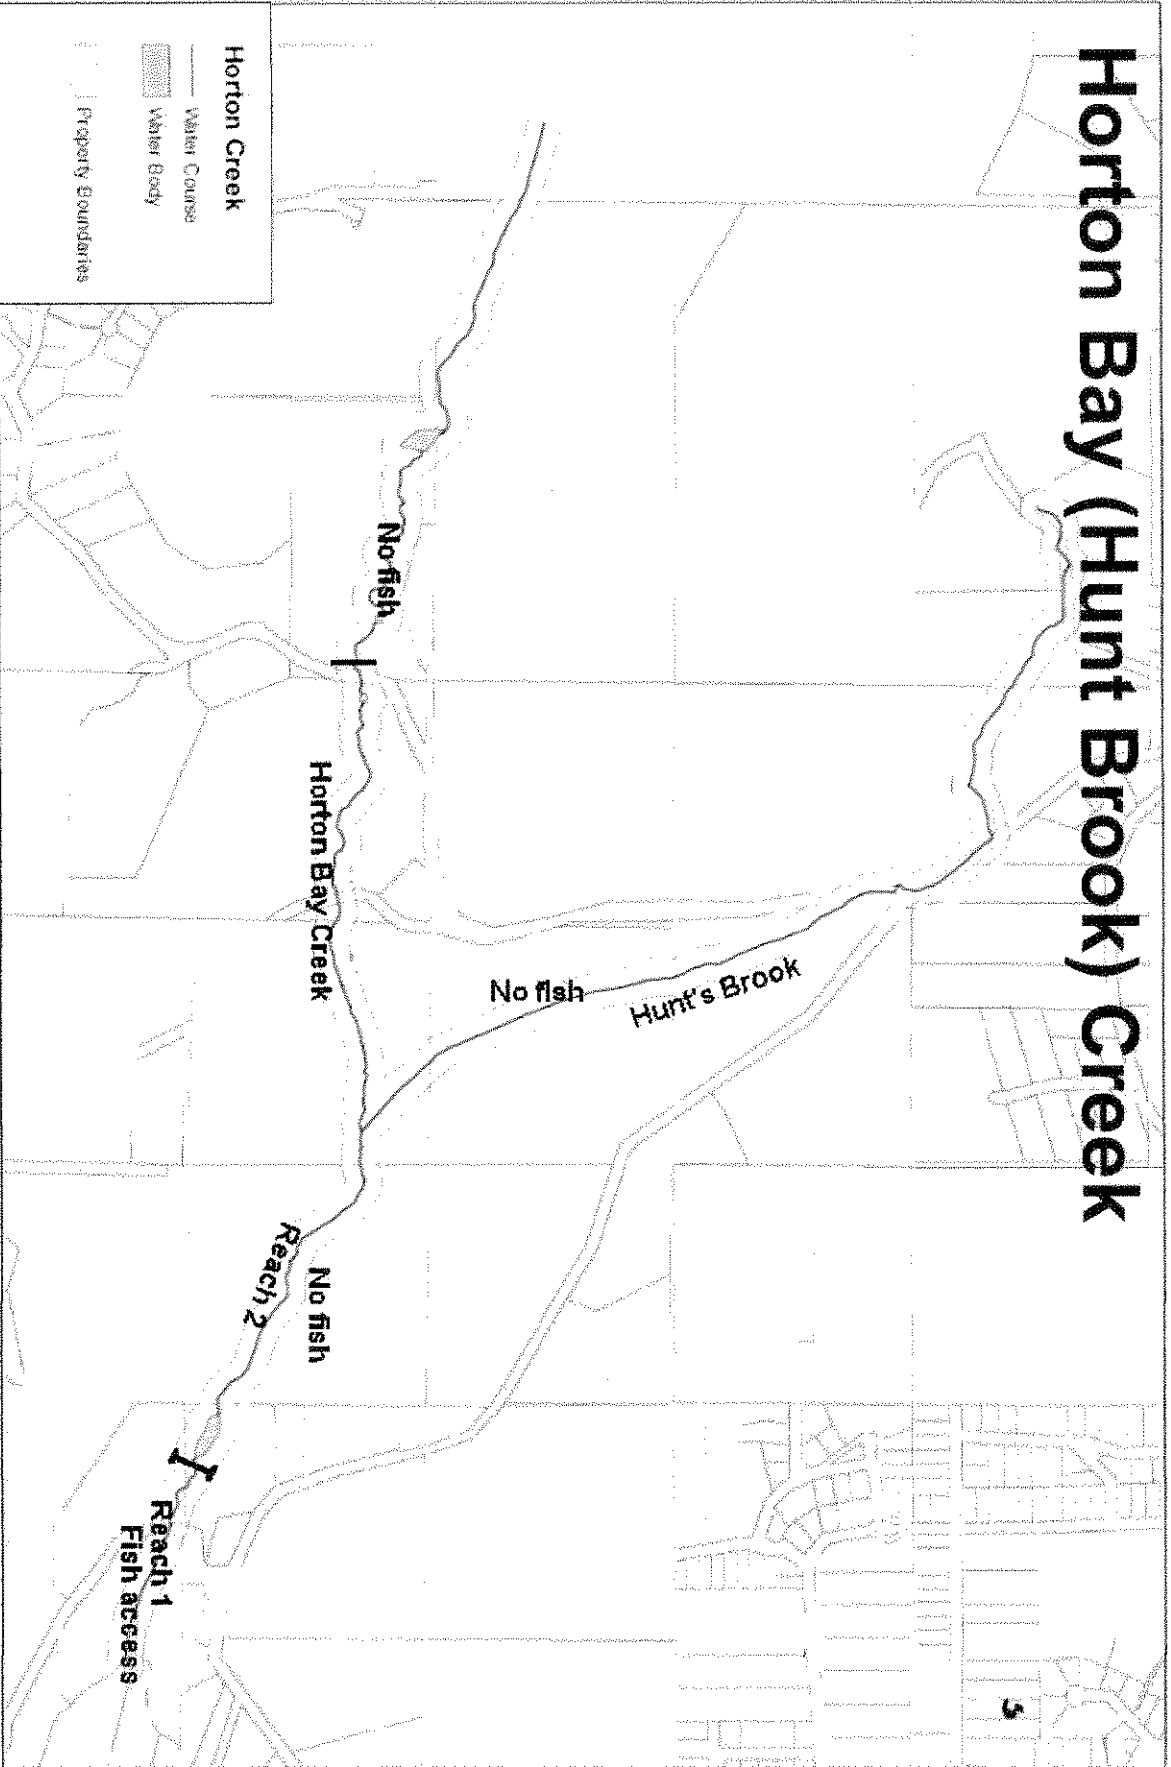 Horton Bay (Hunt Brook) Creek
5
Hunt's Brook
No fish
No fish
Horton Bay Creek
No fish
Reach 2
Reach 1
Fish access
Horton Creek
Water Course
Water Body
Property Boundaries